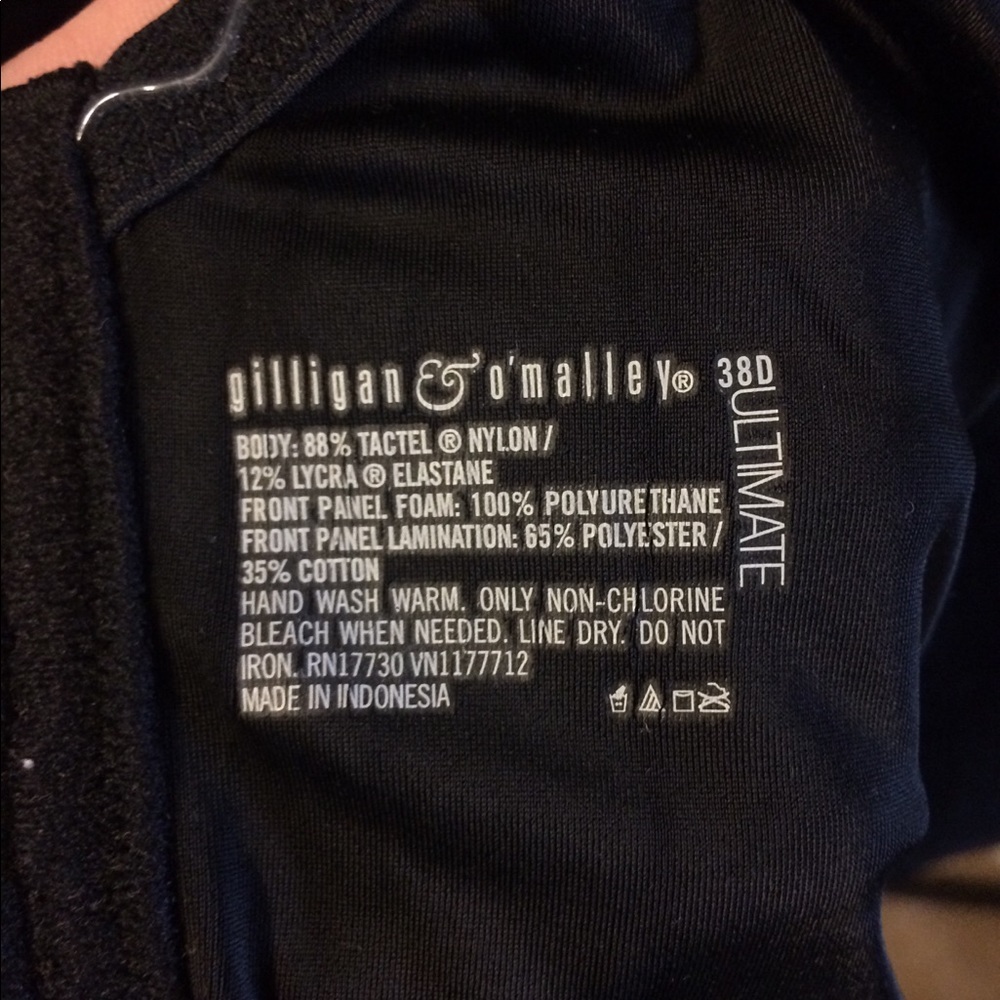 gilligan & o'malley® 38D
ULTIMATE
BODY: 88% TACTEL ® NYLON /
12% LYCRA ® ELASTANE
FRONT PANEL FOAM: 100% POLYURETHANE
FRONT PANEL LAMINATION: 65% POLYESTER /
35% COTTON
HAND WASH WARM. ONLY NON-CHLORINE
BLEACH WHEN NEEDED. LINE DRY. DO NOT
IRON. RN17730 VN1177712
MADE IN INDONESIA